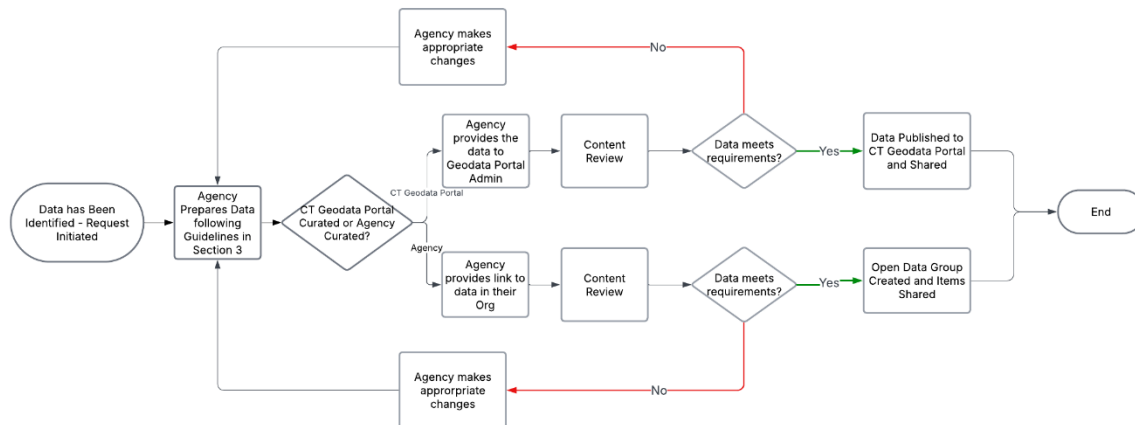 Agency makes
appropriate
changes
No
Agency
provides the
data to
Geodata Portal
Admin
Content
Review
Data meets
requirements?
Yes
Data Published to
CT Geodata Portal
and Shared
CT Geodata Portal
Data has Been
Identified - Request
Initiated
Agency
Prepares Data
following
Guidelines in
Section 3
CT Geodata Portal
Curated or Agency
Curated?
End
Agency
Agency
provides link to
data in their
Org
Content
Review
Data meets
requirements?
Yes
Open Data Group
Created and Items
Shared
Agency makes
approrpriate
changes
No